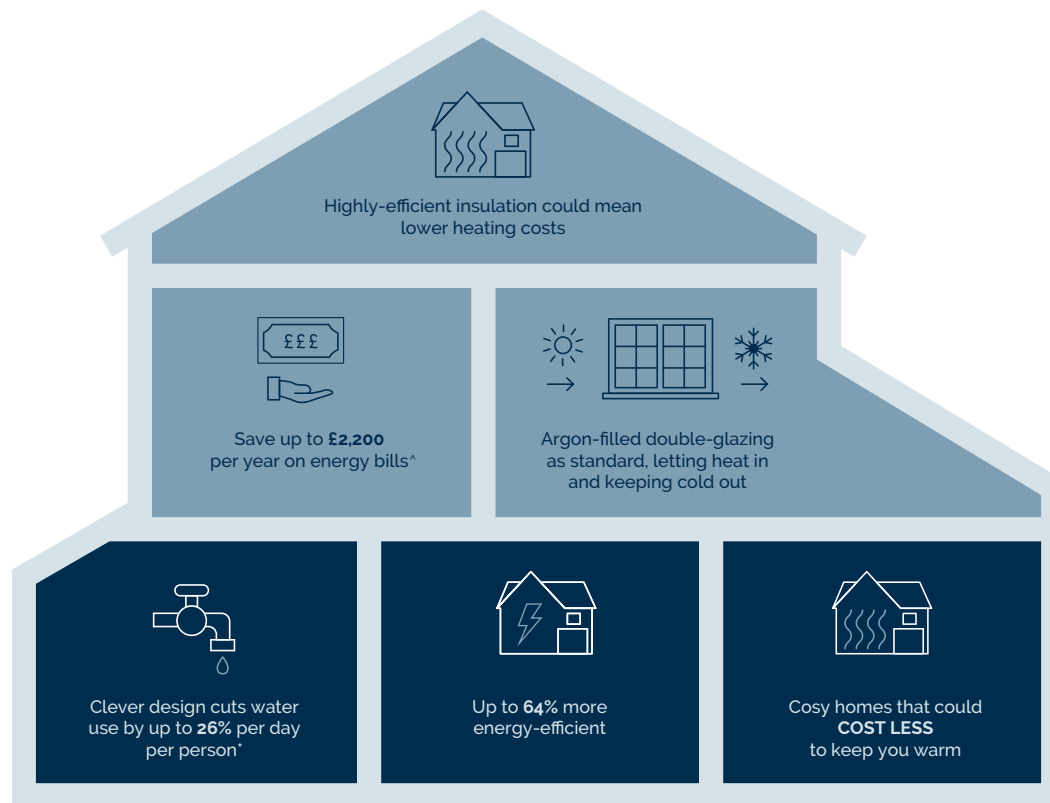 Highly-efficient insulation could mean
lower heating costs
£££
Save up to £2,200
per year on energy bills^
Argon-filled double-glazing
as standard, letting heat in
and keeping cold out
Clever design cuts water
use by up to 26% per day
per person*
Up to 64% more
energy-efficient
Cosy homes that could
COST LESS
to keep you warm